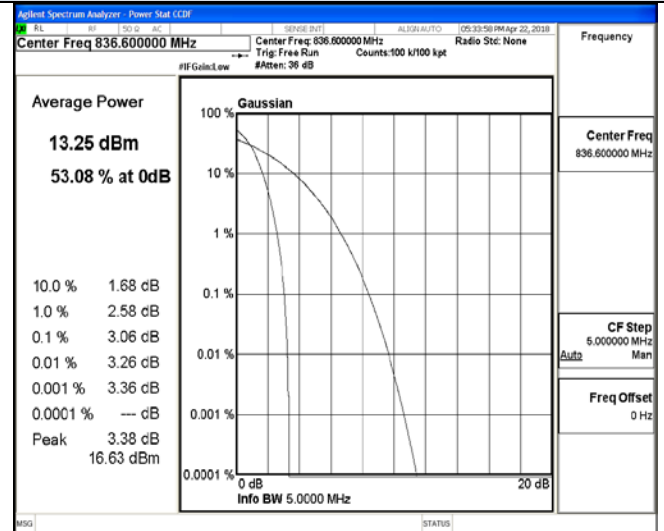 Agilent Spectrum Analyzer - Power Stat CCDF
RL RF 50 Ω AC SENSE:INT ALIGN AUTO 05:33:58 PM Apr 22, 2018
Center Freq 836.600000 MHz
Center Freq: 836.600000 MHz Radio Std: None
Trig: Free Run Counts:100 k/100 kpt
#IFGain:Low #Atten: 36 dB
Frequency
Average Power
13.25 dBm
53.08 % at 0dB
10.0 % 1.68 dB
1.0 % 2.58 dB
0.1 % 3.06 dB
0.01 % 3.26 dB
0.001 % 3.36 dB
0.0001 % --- dB
Peak 3.38 dB
16.63 dBm
Gaussian
100 %
10 %
1 %
0.1 %
0.01 %
0.001 %
0.0001 %
0 dB 20 dB
Info BW 5.0000 MHz
Center Freq
836.600000 MHz
CF Step
5.000000 MHz
Auto Man
Freq Offset
0 Hz
MSG STATUS